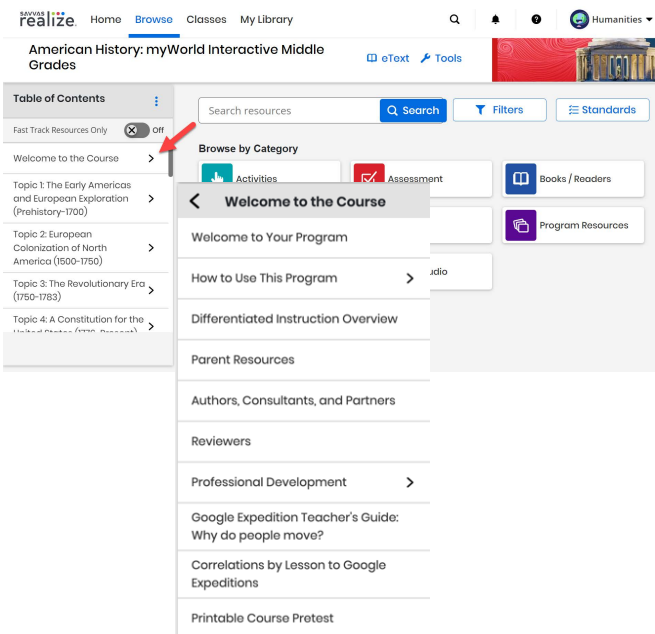 SAVVAS
realize.
Home Browse Classes My Library
Humanities
American History: myWorld Interactive Middle
Grades
eText Tools
Table of Contents
Fast Track Resources Only Off
Welcome to the Course
Topic 1: The Early Americas
and European Exploration
(Prehistory-1700)
Topic 2: European
Colonization of North
America (1500-1750)
Topic 3: The Revolutionary Era
(1750-1783)
Topic 4: A Constitution for the
United States (1776-Present)
Search resources Search Filters Standards
Browse by Category
Activities Assessment Books / Readers
Program Resources
udio
Welcome to the Course
Welcome to Your Program
How to Use This Program
Differentiated Instruction Overview
Parent Resources
Authors, Consultants, and Partners
Reviewers
Professional Development
Google Expedition Teacher's Guide:
Why do people move?
Correlations by Lesson to Google
Expeditions
Printable Course Pretest